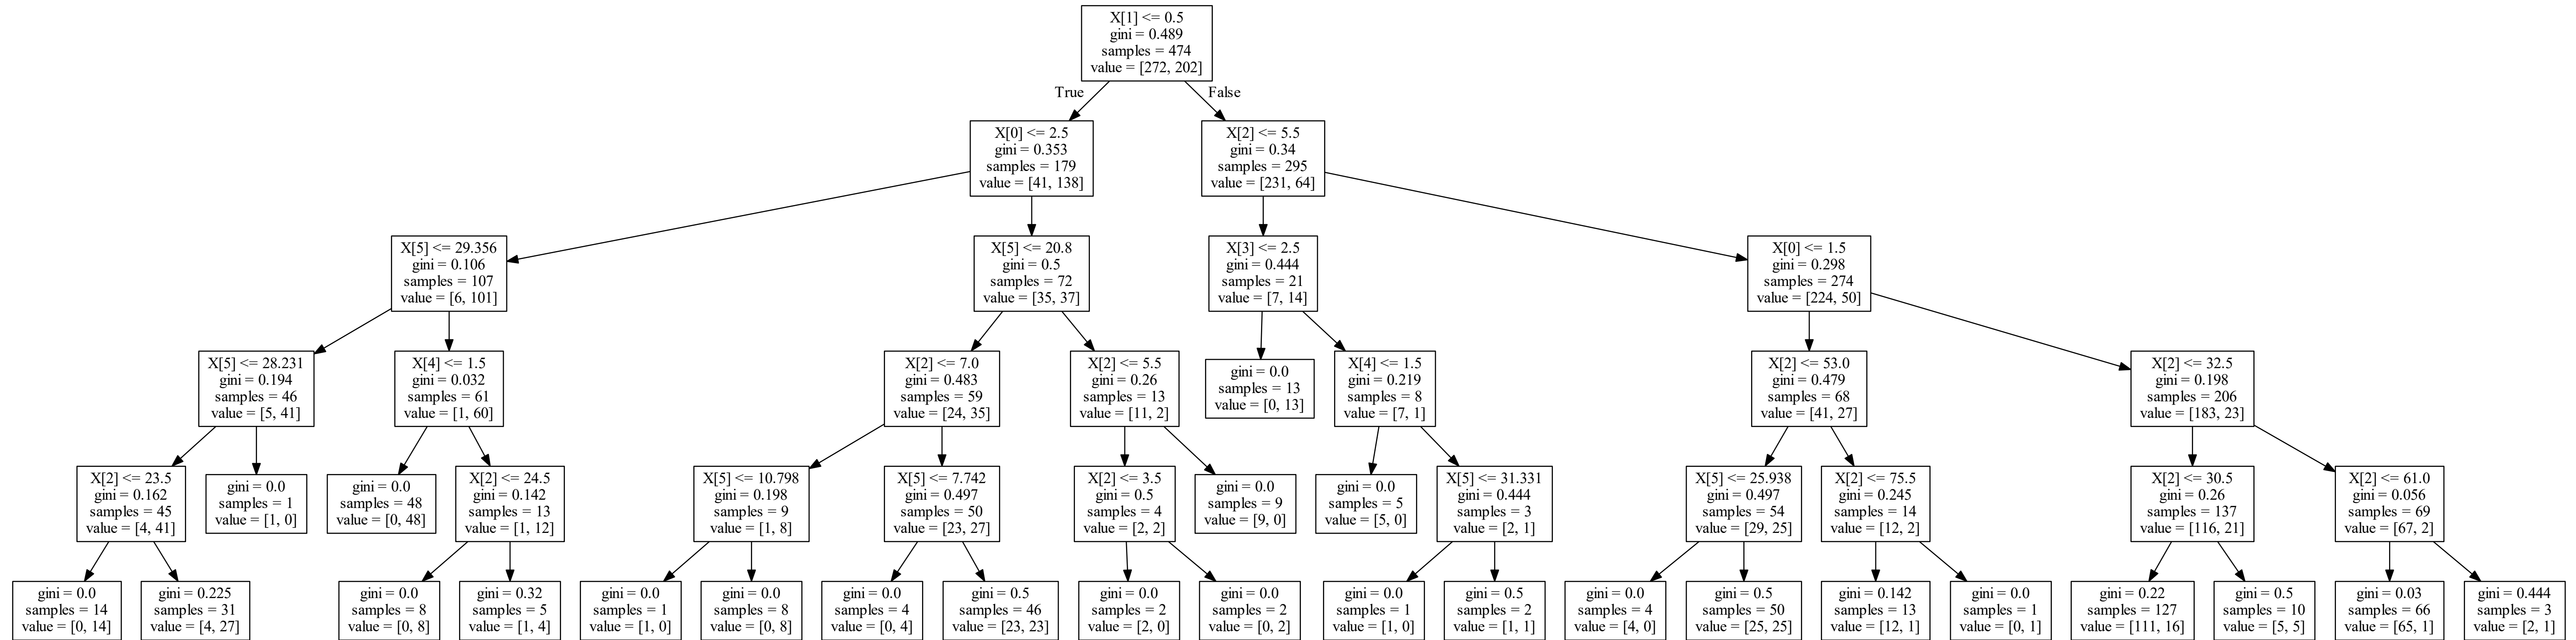 X[1] <= 0.5
gini = 0.489
samples = 474
value = [272, 202]
True
False
X[0] <= 2.5
gini = 0.353
samples = 179
value = [41, 138]
X[2] <= 5.5
gini = 0.34
samples = 295
value = [231, 64]
X[5] <= 29.356
gini = 0.106
samples = 107
value = [6, 101]
X[5] <= 20.8
gini = 0.5
samples = 72
value = [35, 37]
X[3] <= 2.5
gini = 0.444
samples = 21
value = [7, 14]
X[0] <= 1.5
gini = 0.298
samples = 274
value = [224, 50]
X[5] <= 28.231
gini = 0.194
samples = 46
value = [5, 41]
X[4] <= 1.5
gini = 0.032
samples = 61
value = [1, 60]
X[2] <= 7.0
gini = 0.483
samples = 59
value = [24, 35]
X[2] <= 5.5
gini = 0.26
samples = 13
value = [11, 2]
gini = 0.0
samples = 13
value = [0, 13]
X[4] <= 1.5
gini = 0.219
samples = 8
value = [7, 1]
X[2] <= 53.0
gini = 0.479
samples = 68
value = [41, 27]
X[2] <= 32.5
gini = 0.198
samples = 206
value = [183, 23]
X[2] <= 23.5
gini = 0.162
samples = 45
value = [4, 41]
gini = 0.0
samples = 1
value = [1, 0]
gini = 0.0
samples = 48
value = [0, 48]
X[2] <= 24.5
gini = 0.142
samples = 13
value = [1, 12]
X[5] <= 10.798
gini = 0.198
samples = 9
value = [1, 8]
X[5] <= 7.742
gini = 0.497
samples = 50
value = [23, 27]
X[2] <= 3.5
gini = 0.5
samples = 4
value = [2, 2]
gini = 0.0
samples = 9
value = [9, 0]
gini = 0.0
samples = 5
value = [5, 0]
X[5] <= 31.331
gini = 0.444
samples = 3
value = [2, 1]
X[5] <= 25.938
gini = 0.497
samples = 54
value = [29, 25]
X[2] <= 75.5
gini = 0.245
samples = 14
value = [12, 2]
X[2] <= 30.5
gini = 0.26
samples = 137
value = [116, 21]
X[2] <= 61.0
gini = 0.056
samples = 69
value = [67, 2]
gini = 0.0
samples = 14
value = [0, 14]
gini = 0.225
samples = 31
value = [4, 27]
gini = 0.0
samples = 8
value = [0, 8]
gini = 0.32
samples = 5
value = [1, 4]
gini = 0.0
samples = 1
value = [1, 0]
gini = 0.0
samples = 8
value = [0, 8]
gini = 0.0
samples = 4
value = [0, 4]
gini = 0.5
samples = 46
value = [23, 23]
gini = 0.0
samples = 2
value = [2, 0]
gini = 0.0
samples = 2
value = [0, 2]
gini = 0.0
samples = 1
value = [1, 0]
gini = 0.5
samples = 2
value = [1, 1]
gini = 0.0
samples = 4
value = [4, 0]
gini = 0.5
samples = 50
value = [25, 25]
gini = 0.142
samples = 13
value = [12, 1]
gini = 0.0
samples = 1
value = [0, 1]
gini = 0.22
samples = 127
value = [111, 16]
gini = 0.5
samples = 10
value = [5, 5]
gini = 0.03
samples = 66
value = [65, 1]
gini = 0.444
samples = 3
value = [2, 1]